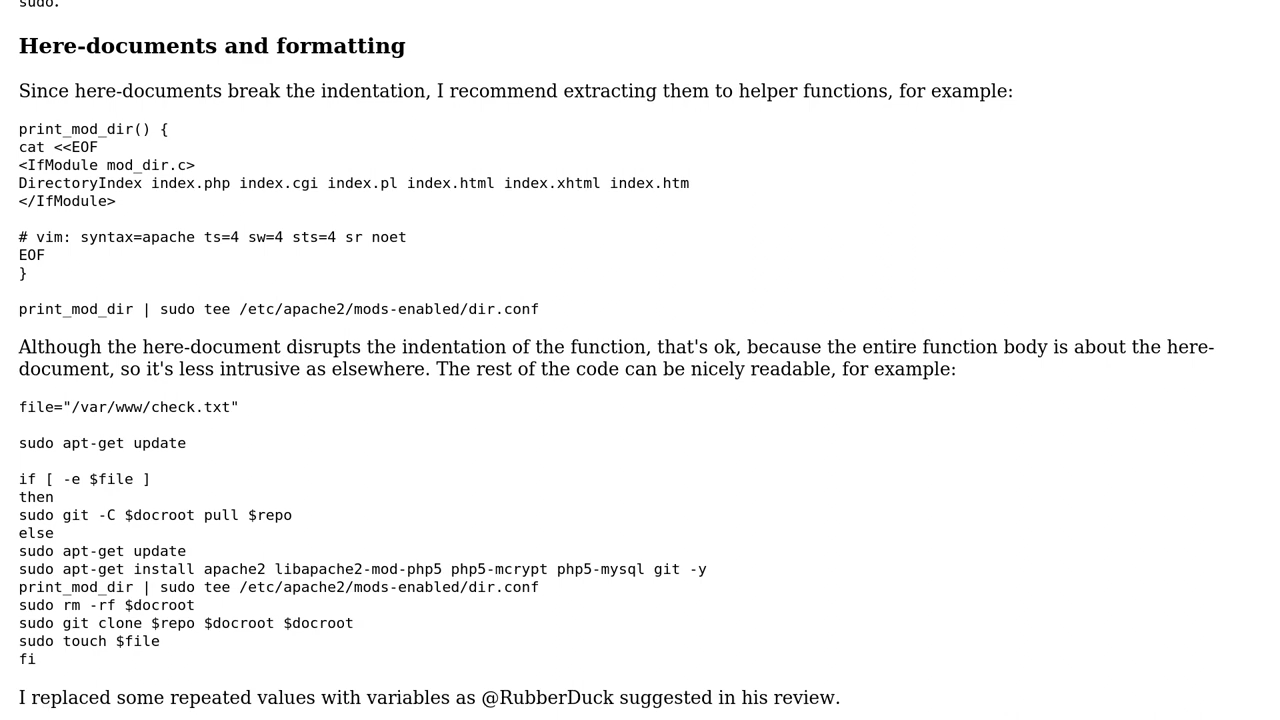 sudo.
Here-documents and formatting
Since here-documents break the indentation, I recommend extracting them to helper functions, for example:
print_mod_dir() {
cat <<EOF
<IfModule mod_dir.c>
DirectoryIndex index.php index.cgi index.pl index.html index.xhtml index.htm
</IfModule>
# vim: syntax=apache ts=4 sw=4 sts=4 sr noet
EOF
}
print_mod_dir | sudo tee /etc/apache2/mods-enabled/dir.conf
Although the here-document disrupts the indentation of the function, that's ok, because the entire function body is about the here-
document, so it's less intrusive as elsewhere. The rest of the code can be nicely readable, for example:
file="/var/www/check.txt"
sudo apt-get update
if [ -e $file ]
then
sudo git -C $docroot pull $repo
else
sudo apt-get update
sudo apt-get install apache2 libapache2-mod-php5 php5-mcrypt php5-mysql git -y
print_mod_dir | sudo tee /etc/apache2/mods-enabled/dir.conf
sudo rm -rf $docroot
sudo git clone $repo $docroot $docroot
sudo touch $file
fi
I replaced some repeated values with variables as @RubberDuck suggested in his review.